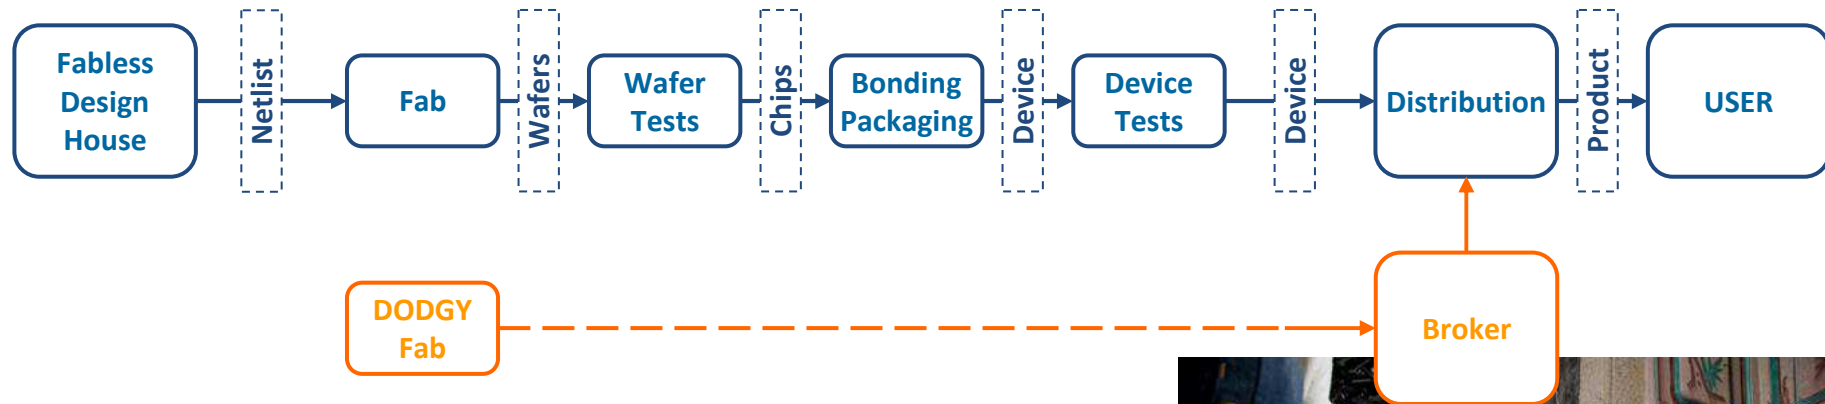 Fabless
Design
House
Netlist
Fab
Wafers
Wafer
Tests
Chips
Bonding
Packaging
Device
Device
Tests
Device
Distribution
Product
USER
DODGY
Fab
Broker